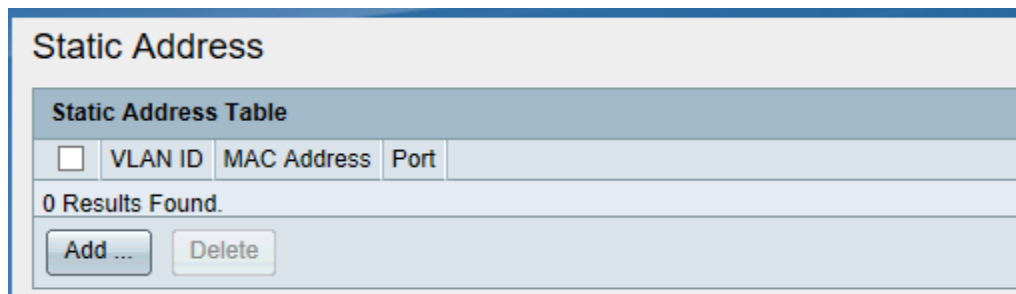 Static Address
Static Address Table
VLAN ID MAC Address Port
0 Results Found.
Add ... Delete